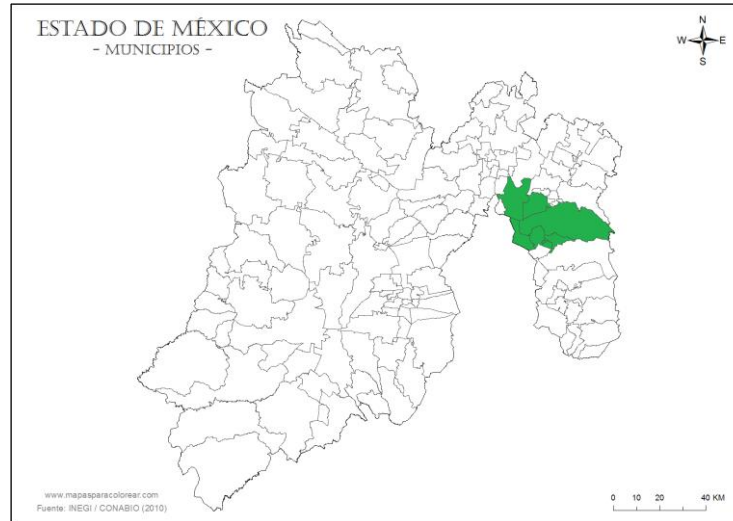 ESTADO DE MÉXICO
- MUNICIPIOS -
N
W E
S
www.mapasparacolorear.com
Fuente: INEGI / CONABIO (2010)
0 10 20 40 KM